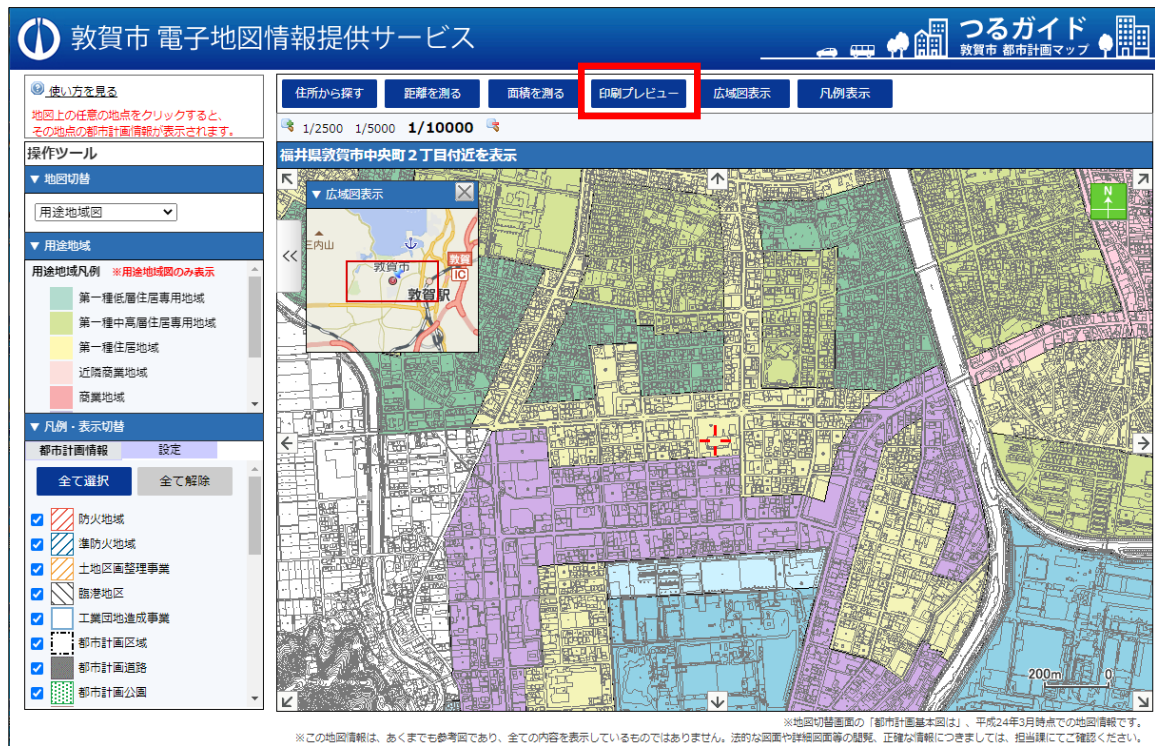 敦賀市 電子地図情報提供サービス
つるガイド
敦賀市 都市計画マップ
使い方を見る
地図上の任意の地点をクリックすると、
その地点の都市計画情報が表示されます。
住所から探す 距離を測る 面積を測る 印刷プレビュー 広域図表示 凡例表示
1/2500 1/5000 1/10000
操作ツール
▼ 地図切替
用途地域図
▼ 用途地域
用途地域凡例 ※用途地域図のみ表示
第一種低層住居専用地域
第一種中高層住居専用地域
第一種住居地域
近隣商業地域
商業地域
▼ 凡例・表示切替
都市計画情報 設定
全て選択 全て解除
防火地域
準防火地域
土地区画整理事業
臨港地区
工業団地造成事業
都市計画区域
都市計画道路
都市計画公園
福井県敦賀市中央町２丁目付近を表示
▼ 広域図表示
三内山
敦賀市
敦賀
IC
敦賀駅
<<
N
200m 0
※地図切替画面の「都市計画基本図は」、平成24年3月時点での地図情報です。
※この地図情報は、あくまでも参考図であり、全ての内容を表示しているものではありません。法的な図面や詳細図面等の閲覧、正確な情報につきましては、担当課にてご確認ください。